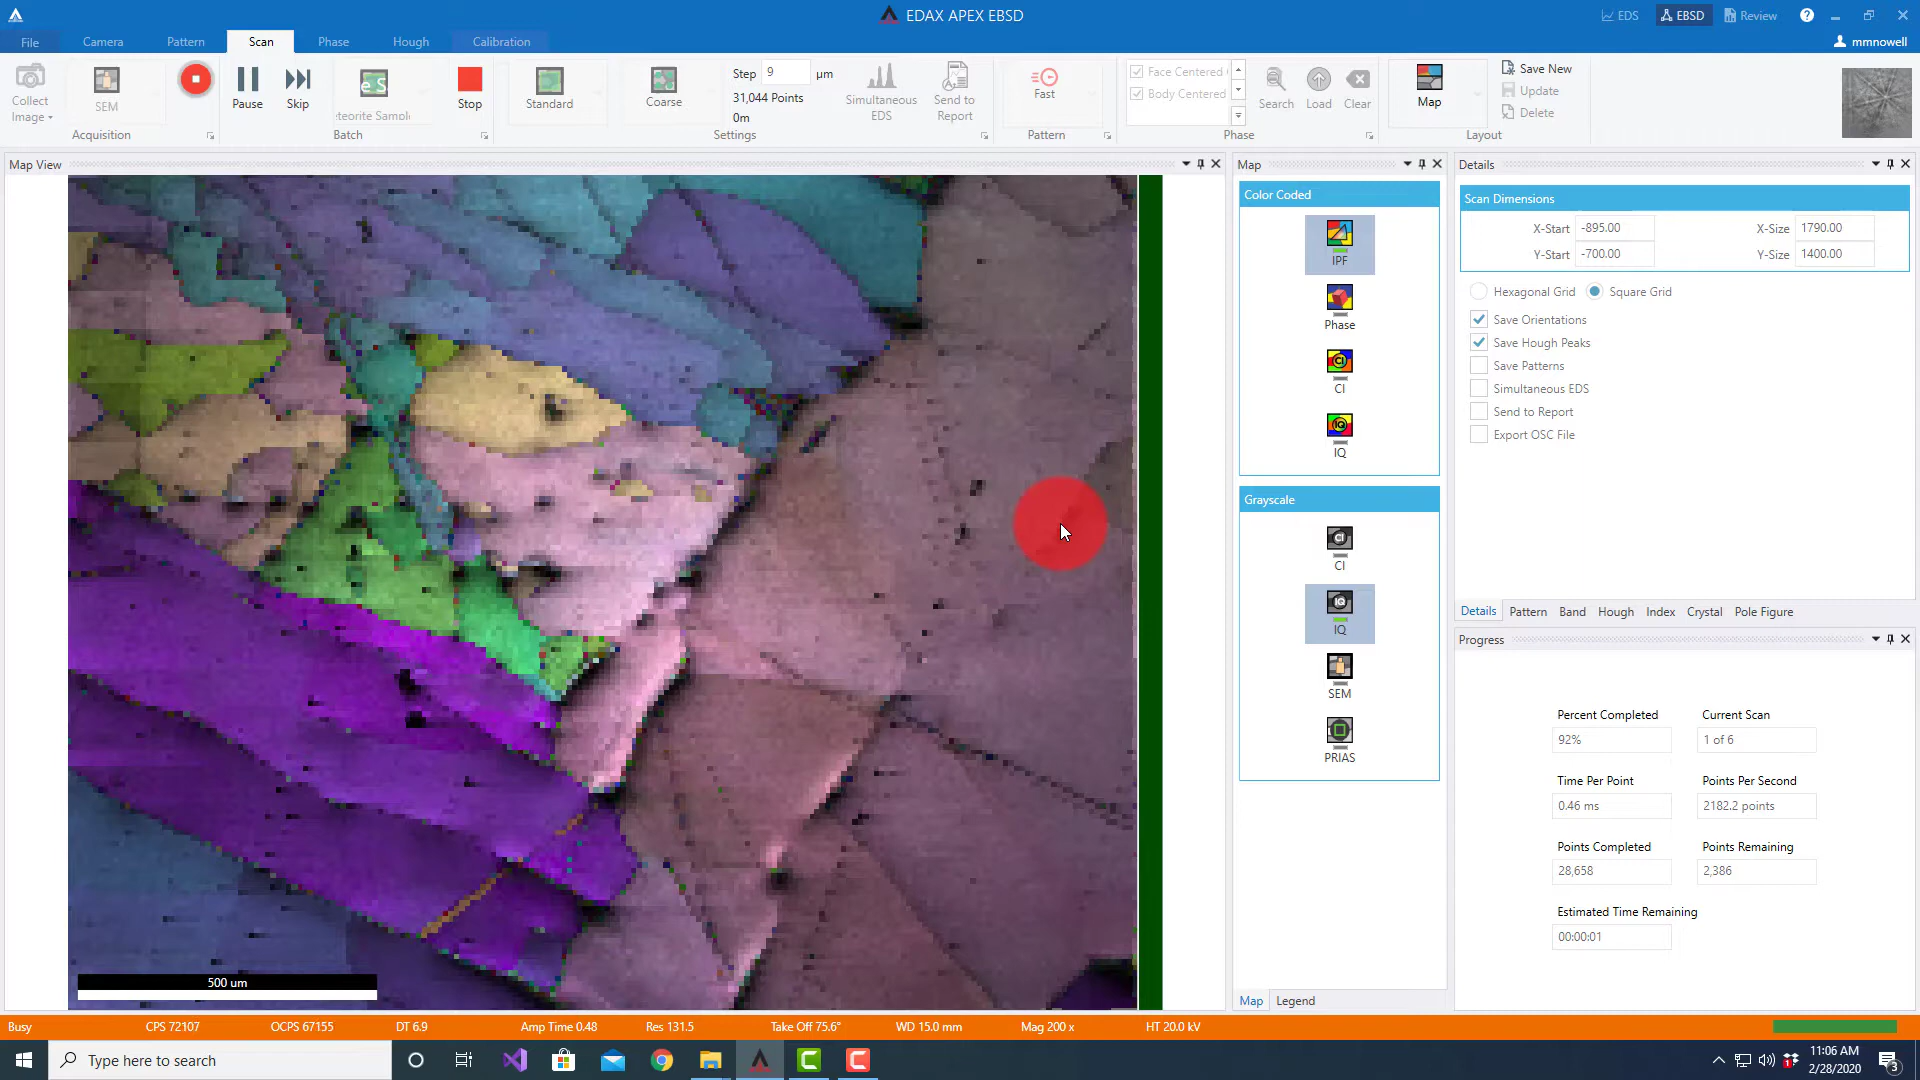 EDAX APEX EBSD
EDS
EBSD
Review
File
Camera
Pattern
Scan
Phase
Hough
Calibration
mmnowell
Collect
Image
SEM
Acquisition
Pause
Skip
eS
eteorite Sample
Stop
Batch
Standard
Coarse
Step 9 μm
31,044 Points
0m
Simultaneous
EDS
Send to
Report
Settings
Fast
Pattern
Face Centered
Body Centered
Search
Load
Clear
Phase
Map
Save New
Update
Delete
Layout
Map View
Map
Details
Color Coded
IPF
Phase
CI
CI
IQ
IQ
Grayscale
CI
CI
IQ
IQ
SEM
PRIAS
Map
Legend
Scan Dimensions
X-Start -895.00 X-Size 1790.00
Y-Start -700.00 Y-Size 1400.00
Hexagonal Grid Square Grid
Save Orientations
Save Hough Peaks
Save Patterns
Simultaneous EDS
Send to Report
Export OSC File
Details Pattern Band Hough Index Crystal Pole Figure
Progress
Percent Completed Current Scan
92% 1 of 6
Time Per Point Points Per Second
0.46 ms 2182.2 points
Points Completed Points Remaining
28,658 2,386
Estimated Time Remaining
00:00:01
500 um
Busy CPS 72107 OCPS 67155 DT 6.9 Amp Time 0.48 Res 131.5 Take Off 75.6° WD 15.0 mm Mag 200 x HT 20.0 kV
Type here to search
11:06 AM
2/28/2020
3